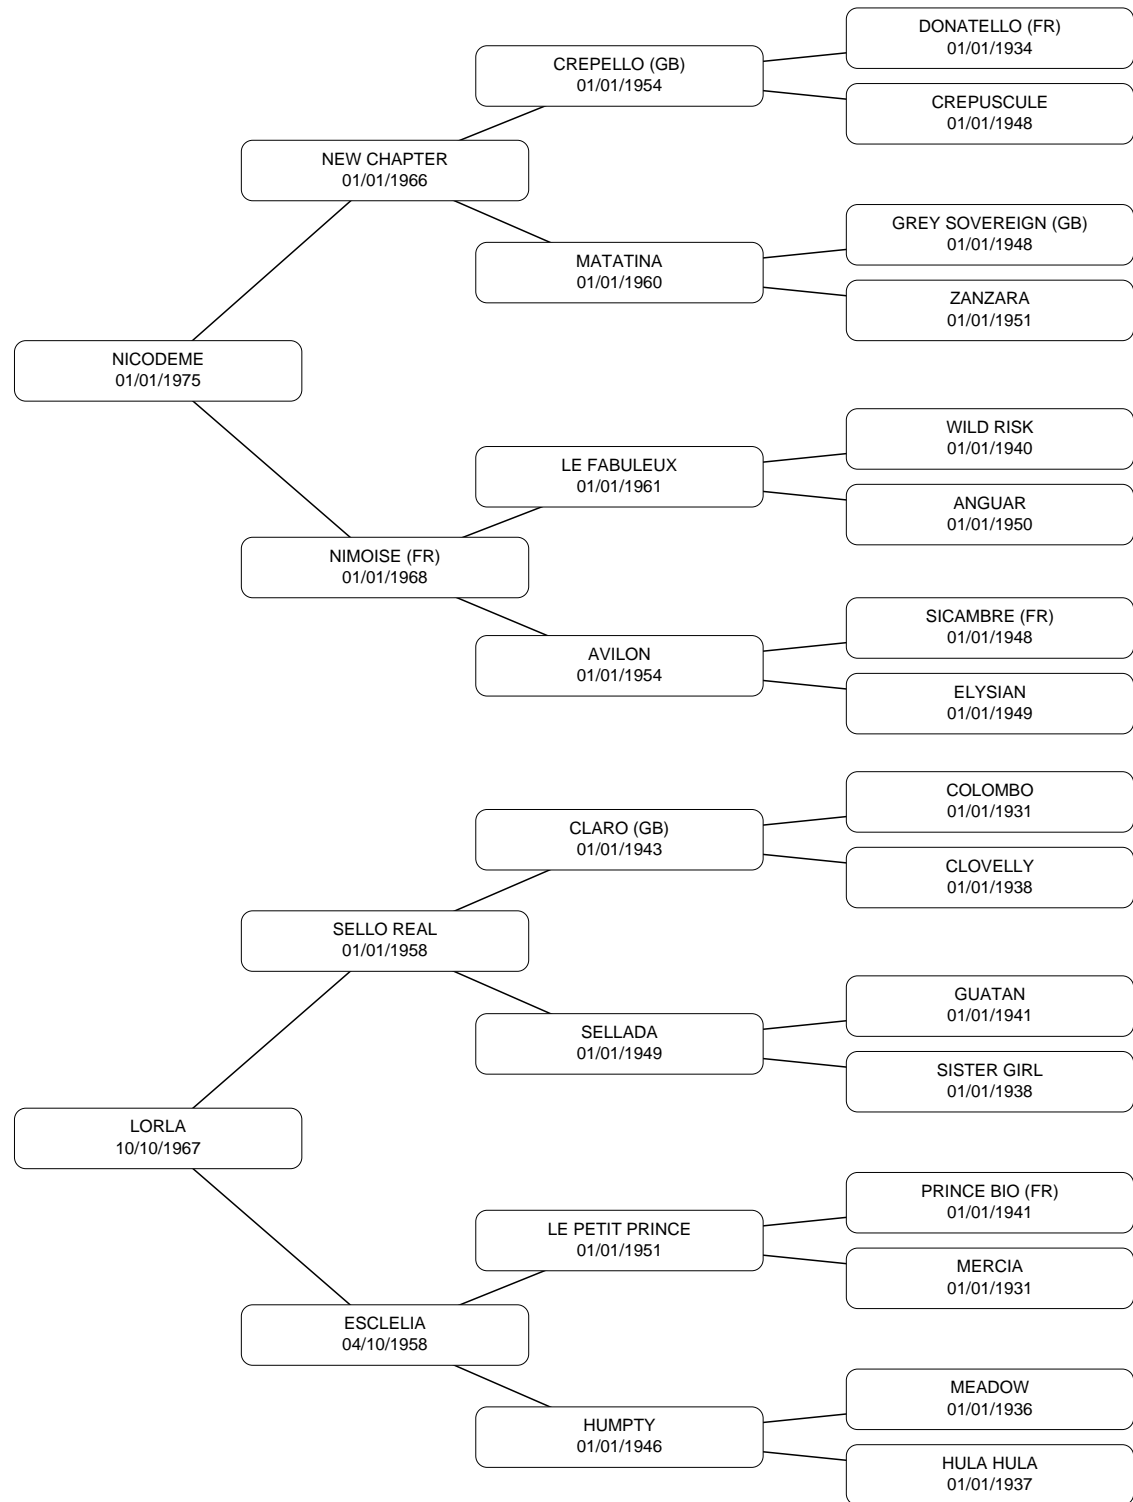 DONATELLO (FR)
01/01/1934
CREPELLO (GB)
01/01/1954
CREPUSCULE
01/01/1948
NEW CHAPTER
01/01/1966
GREY SOVEREIGN (GB)
01/01/1948
MATATINA
01/01/1960
ZANZARA
01/01/1951
NICODEME
01/01/1975
WILD RISK
01/01/1940
LE FABULEUX
01/01/1961
ANGUAR
01/01/1950
NIMOISE (FR)
01/01/1968
SICAMBRE (FR)
01/01/1948
AVILON
01/01/1954
ELYSIAN
01/01/1949
COLOMBO
01/01/1931
CLARO (GB)
01/01/1943
CLOVELLY
01/01/1938
SELLO REAL
01/01/1958
GUATAN
01/01/1941
SELLADA
01/01/1949
SISTER GIRL
01/01/1938
LORLA
10/10/1967
PRINCE BIO (FR)
01/01/1941
LE PETIT PRINCE
01/01/1951
MERCIA
01/01/1931
ESCLELIA
04/10/1958
MEADOW
01/01/1936
HUMPTY
01/01/1946
HULA HULA
01/01/1937